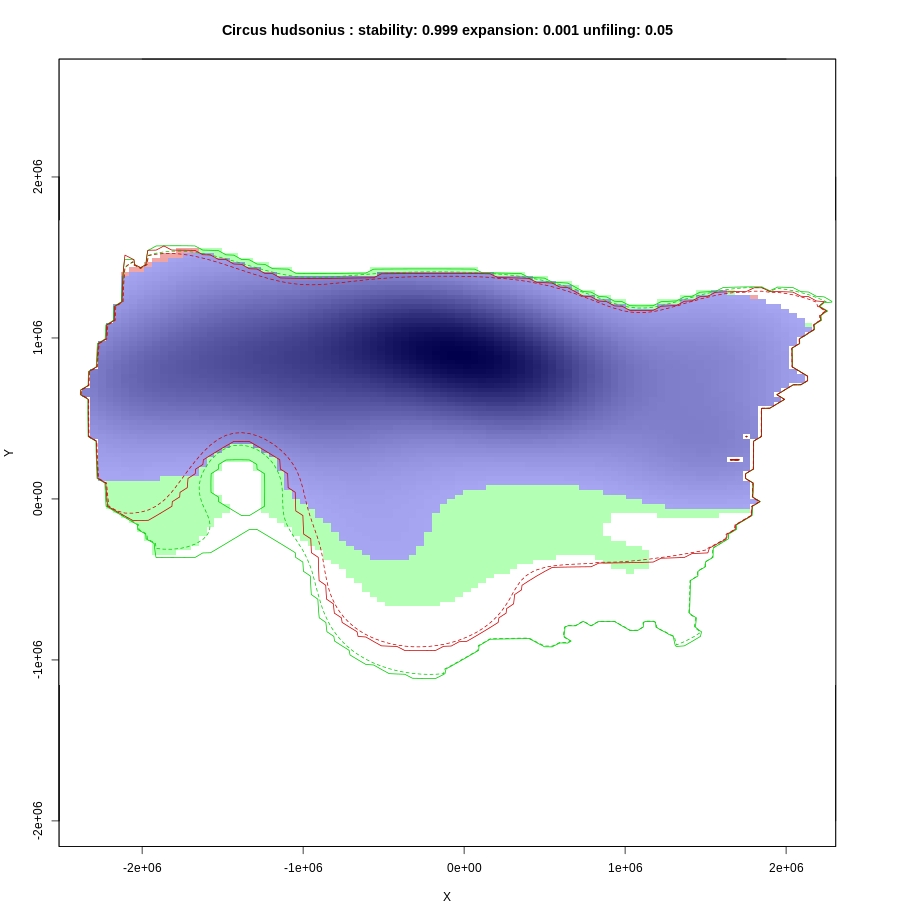 Circus hudsonius : stability: 0.999 expansion: 0.001 unfiling: 0.05
2e+06
1e+06
Y
0e+00
-1e+06
-2e+06
-2e+06 -1e+06 0e+00 1e+06 2e+06
X